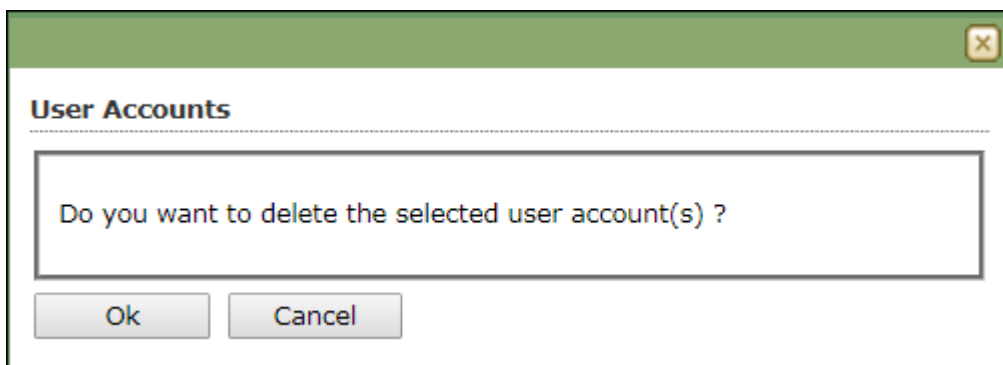 User Accounts
Do you want to delete the selected user account(s) ?
Ok
Cancel